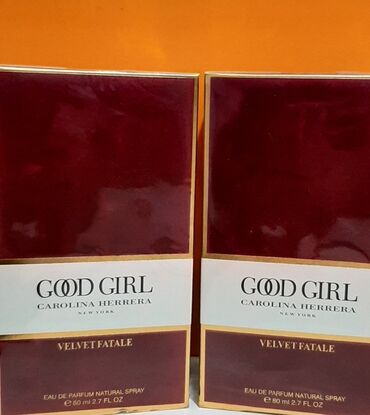 GOOD GIRL
CAROLINA HERRERA
NEW YORK
VELVET FATALE
EAU DE PARFUM NATURAL SPRAY
℮ 80 ml 2.7 FL OZ
GOOD GIRL
CAROLINA HERRERA
NEW YORK
VELVET FATALE
EAU DE PARFUM NATURAL SPRAY
℮ 80 ml 2.7 FL OZ